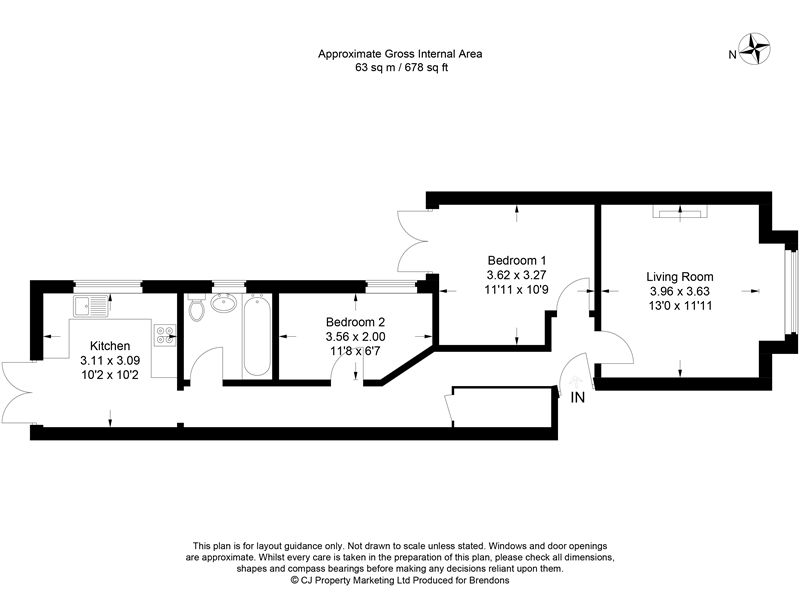 Approximate Gross Internal Area
63 sq m / 678 sq ft
N
Bedroom 1
3.62 x 3.27
11'11 x 10'9
Living Room
3.96 x 3.63
13'0 x 11'11
Kitchen
3.11 x 3.09
10'2 x 10'2
Bedroom 2
3.56 x 2.00
11'8 x 6'7
IN
This plan is for layout guidance only. Not drawn to scale unless stated. Windows and door openings
are approximate. Whilst every care is taken in the preparation of this plan, please check all dimensions,
shapes and compass bearings before making any decisions reliant upon them.
© CJ Property Marketing Ltd Produced for Brendons